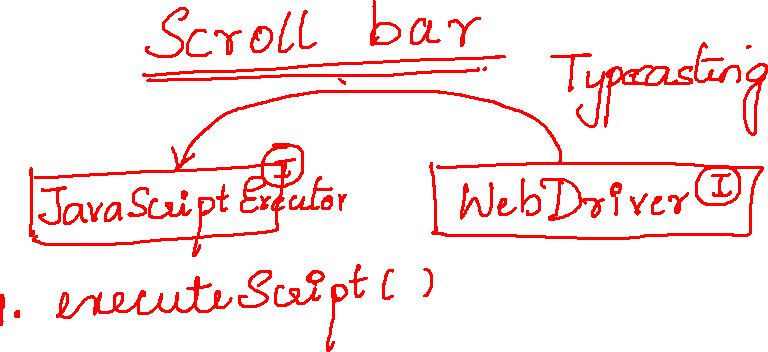 Scroll bar
Typecasting
JavaScript Executor I
WebDriver I
1. executeScript()